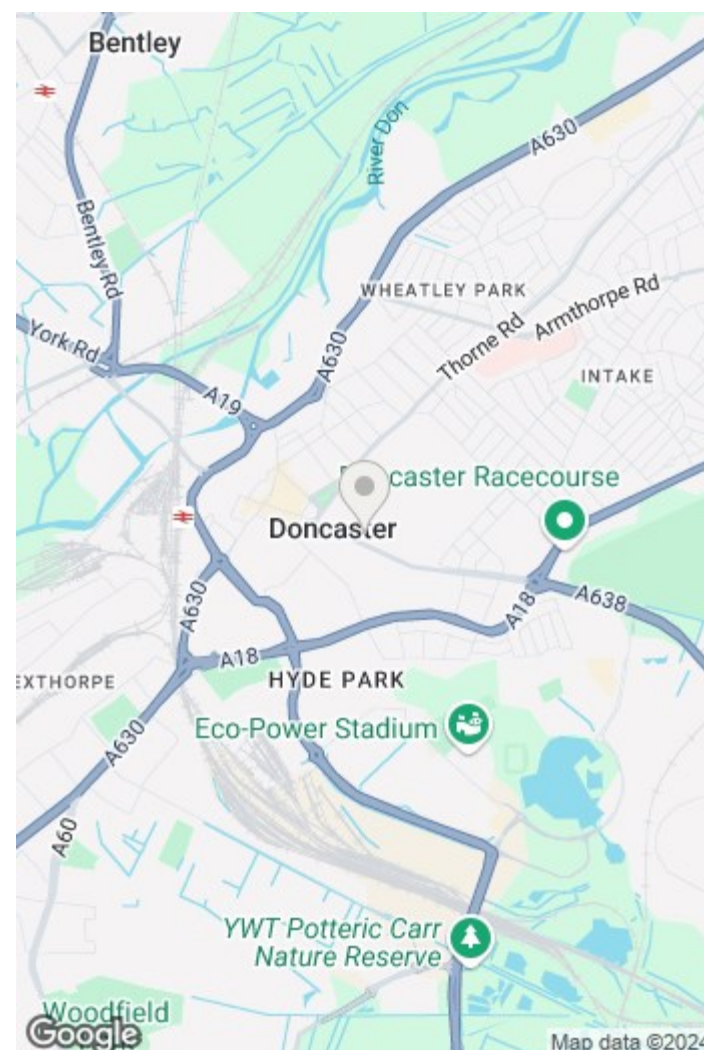 Bentley
River Don
A630
Bentley Rd
WHEATLEY PARK
Armthorpe Rd
Thorne Rd
York Rd
A630
INTAKE
A19
caster Racecourse
Doncaster
A630
A18
A638
A18
EXTHORPE
HYDE PARK
Eco-Power Stadium
A630
A60
YWT Potteric Carr
Nature Reserve
Woodfield
Google
Map data ©2024